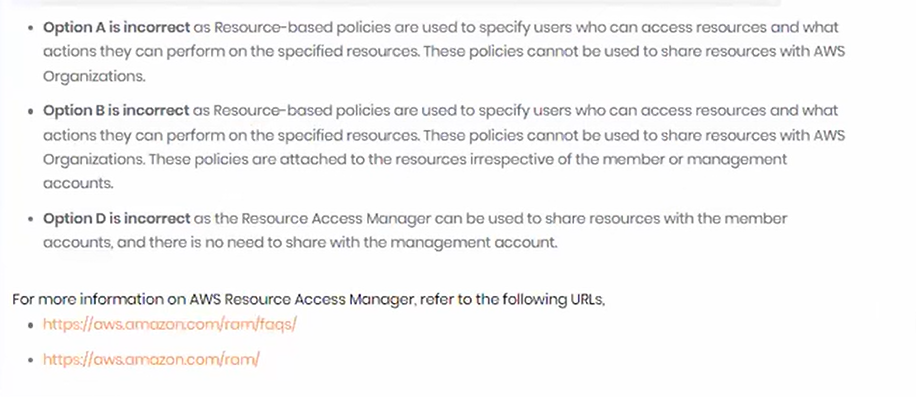 • Option A is incorrect as Resource-based policies are used to specify users who can access resources and what
actions they can perform on the specified resources. These policies cannot be used to share resources with AWS
Organizations.
• Option B is incorrect as Resource-based policies are used to specify users who can access resources and what
actions they can perform on the specified resources. These policies cannot be used to share resources with AWS
Organizations. These policies are attached to the resources irrespective of the member or management
accounts.
• Option D is incorrect as the Resource Access Manager can be used to share resources with the member
accounts, and there is no need to share with the management account.
For more information on AWS Resource Access Manager, refer to the following URLs,
• https://aws.amazon.com/ram/faqs/
• https://aws.amazon.com/ram/